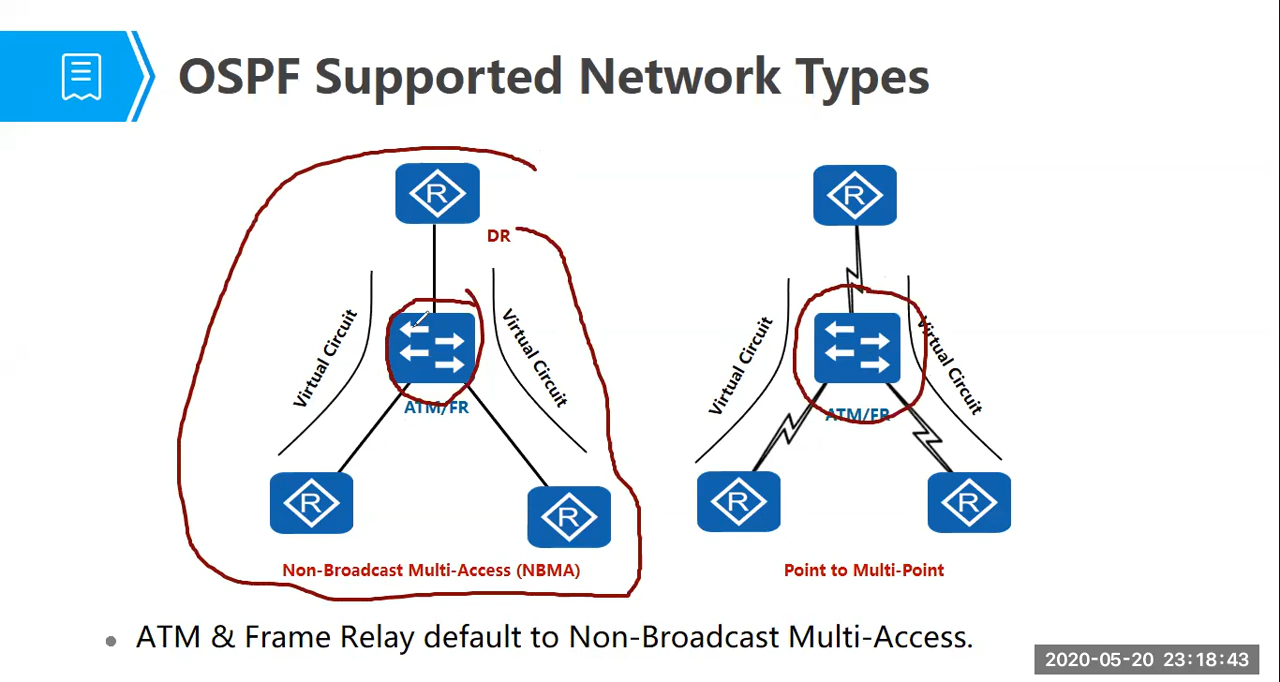 OSPF Supported Network Types
R
DR
Virtual Circuit
Virtual Circuit
ATM/FR
R
R
Non-Broadcast Multi-Access (NBMA)
R
Virtual Circuit
Virtual Circuit
ATM/FR
R
R
Point to Multi-Point
ATM & Frame Relay default to Non-Broadcast Multi-Access.
2020-05-20 23:18:43